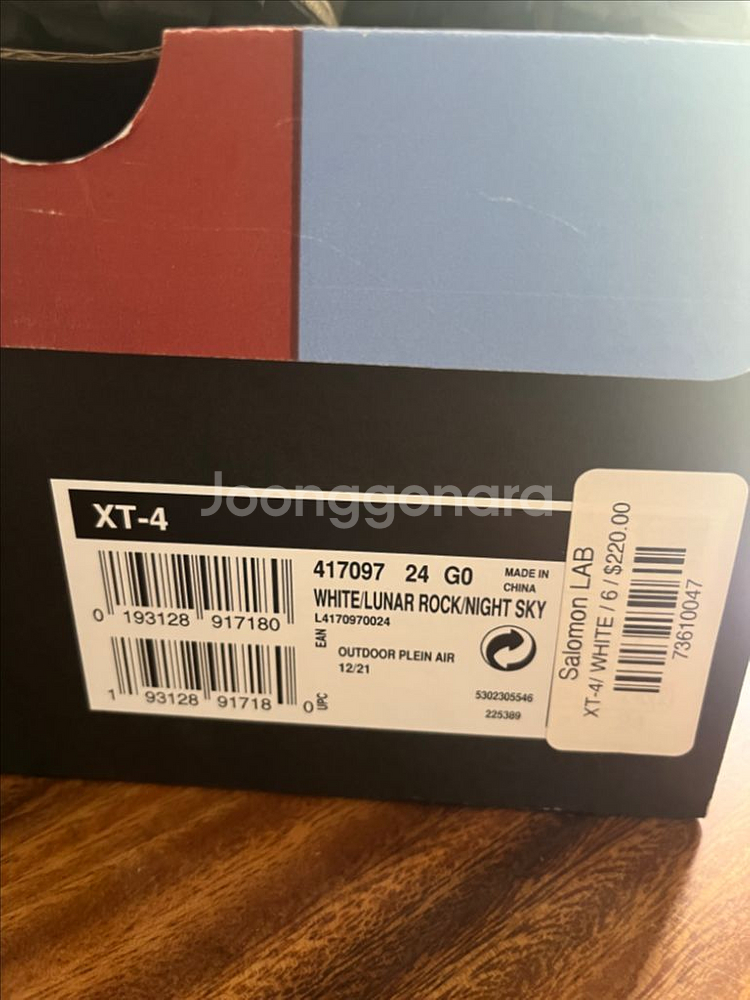 Joonggonara
XT-4
0 193128 917180
EAN
1 93128 91718 0
UPC
417097 24 G0
MADE IN
CHINA
WHITE/LUNAR ROCK/NIGHT SKY
L4170970024
OUTDOOR PLEIN AIR
12/21
5302305546
225389
Salomon LAB
XT-4/ WHITE / 6 / $220.00
73610047